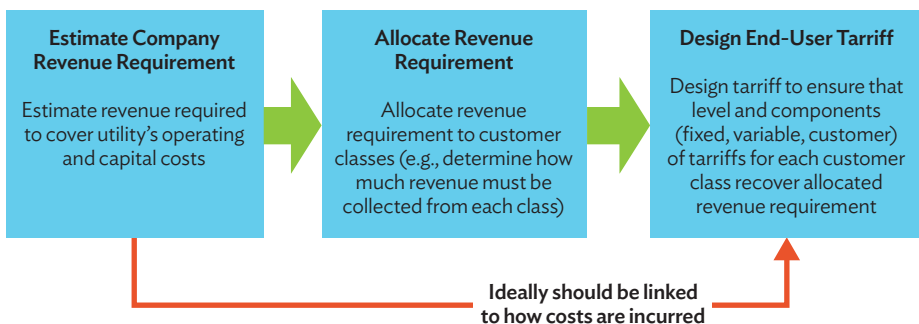 Estimate Company
Revenue Requirement
Estimate revenue required
to cover utility's operating
and capital costs
Allocate Revenue
Requirement
Allocate revenue
requirement to customer
classes (e.g., determine how
much revenue must be
collected from each class)
Design End-User Tarriff
Design tarriff to ensure that
level and components
(fixed, variable, customer)
of tarriffs for each customer
class recover allocated
revenue requirement
Ideally should be linked
to how costs are incurred